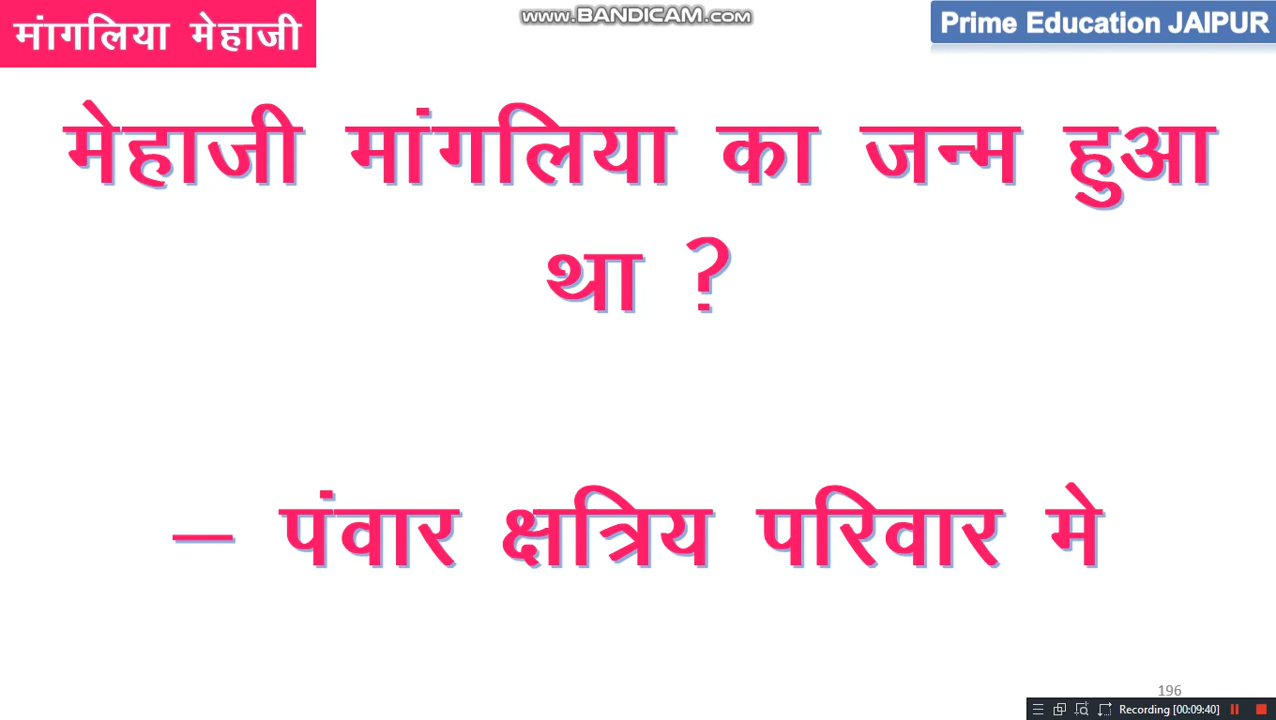 मांगलिया मेहाजी
www.BANDICAM.com
Prime Education JAIPUR
मेहाजी मांगलिया का जन्म हुआ
था ?
– पंवार क्षत्रिय परिवार मे
196
Recording [00:09:40]